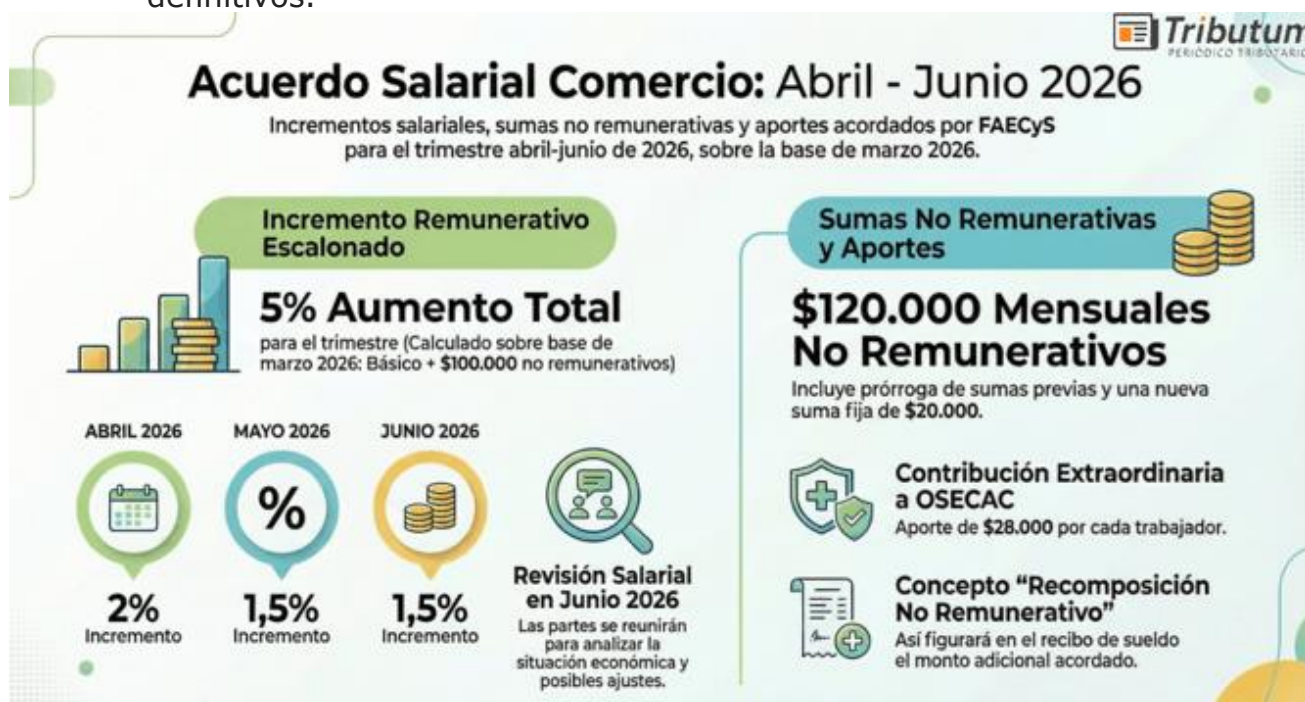 definitivos.
Tributum
PERIÓDICO TRIBUTARIO
Acuerdo Salarial Comercio: Abril - Junio 2026
Incrementos salariales, sumas no remunerativas y aportes acordados por FAECyS
para el trimestre abril-junio de 2026, sobre la base de marzo 2026.
Incremento Remunerativo
Escalonado
5% Aumento Total
para el trimestre (Calculado sobre base de
marzo 2026: Básico + $100.000 no remunerativos)
ABRIL 2026
MAYO 2026
JUNIO 2026
%
2%
Incremento
1,5%
Incremento
1,5%
Incremento
Revisión Salarial
en Junio 2026
Las partes se reunirán
para analizar la
situación económica y
posibles ajustes.
Sumas No Remunerativas
y Aportes
$120.000 Mensuales
No Remunerativos
Incluye prórroga de sumas previas y una nueva
suma fija de $20.000.
Contribución Extraordinaria
a OSECAC
Aporte de $28.000 por cada trabajador.
Concepto “Recomposición
No Remunerativo”
Así figurará en el recibo de sueldo
el monto adicional acordado.